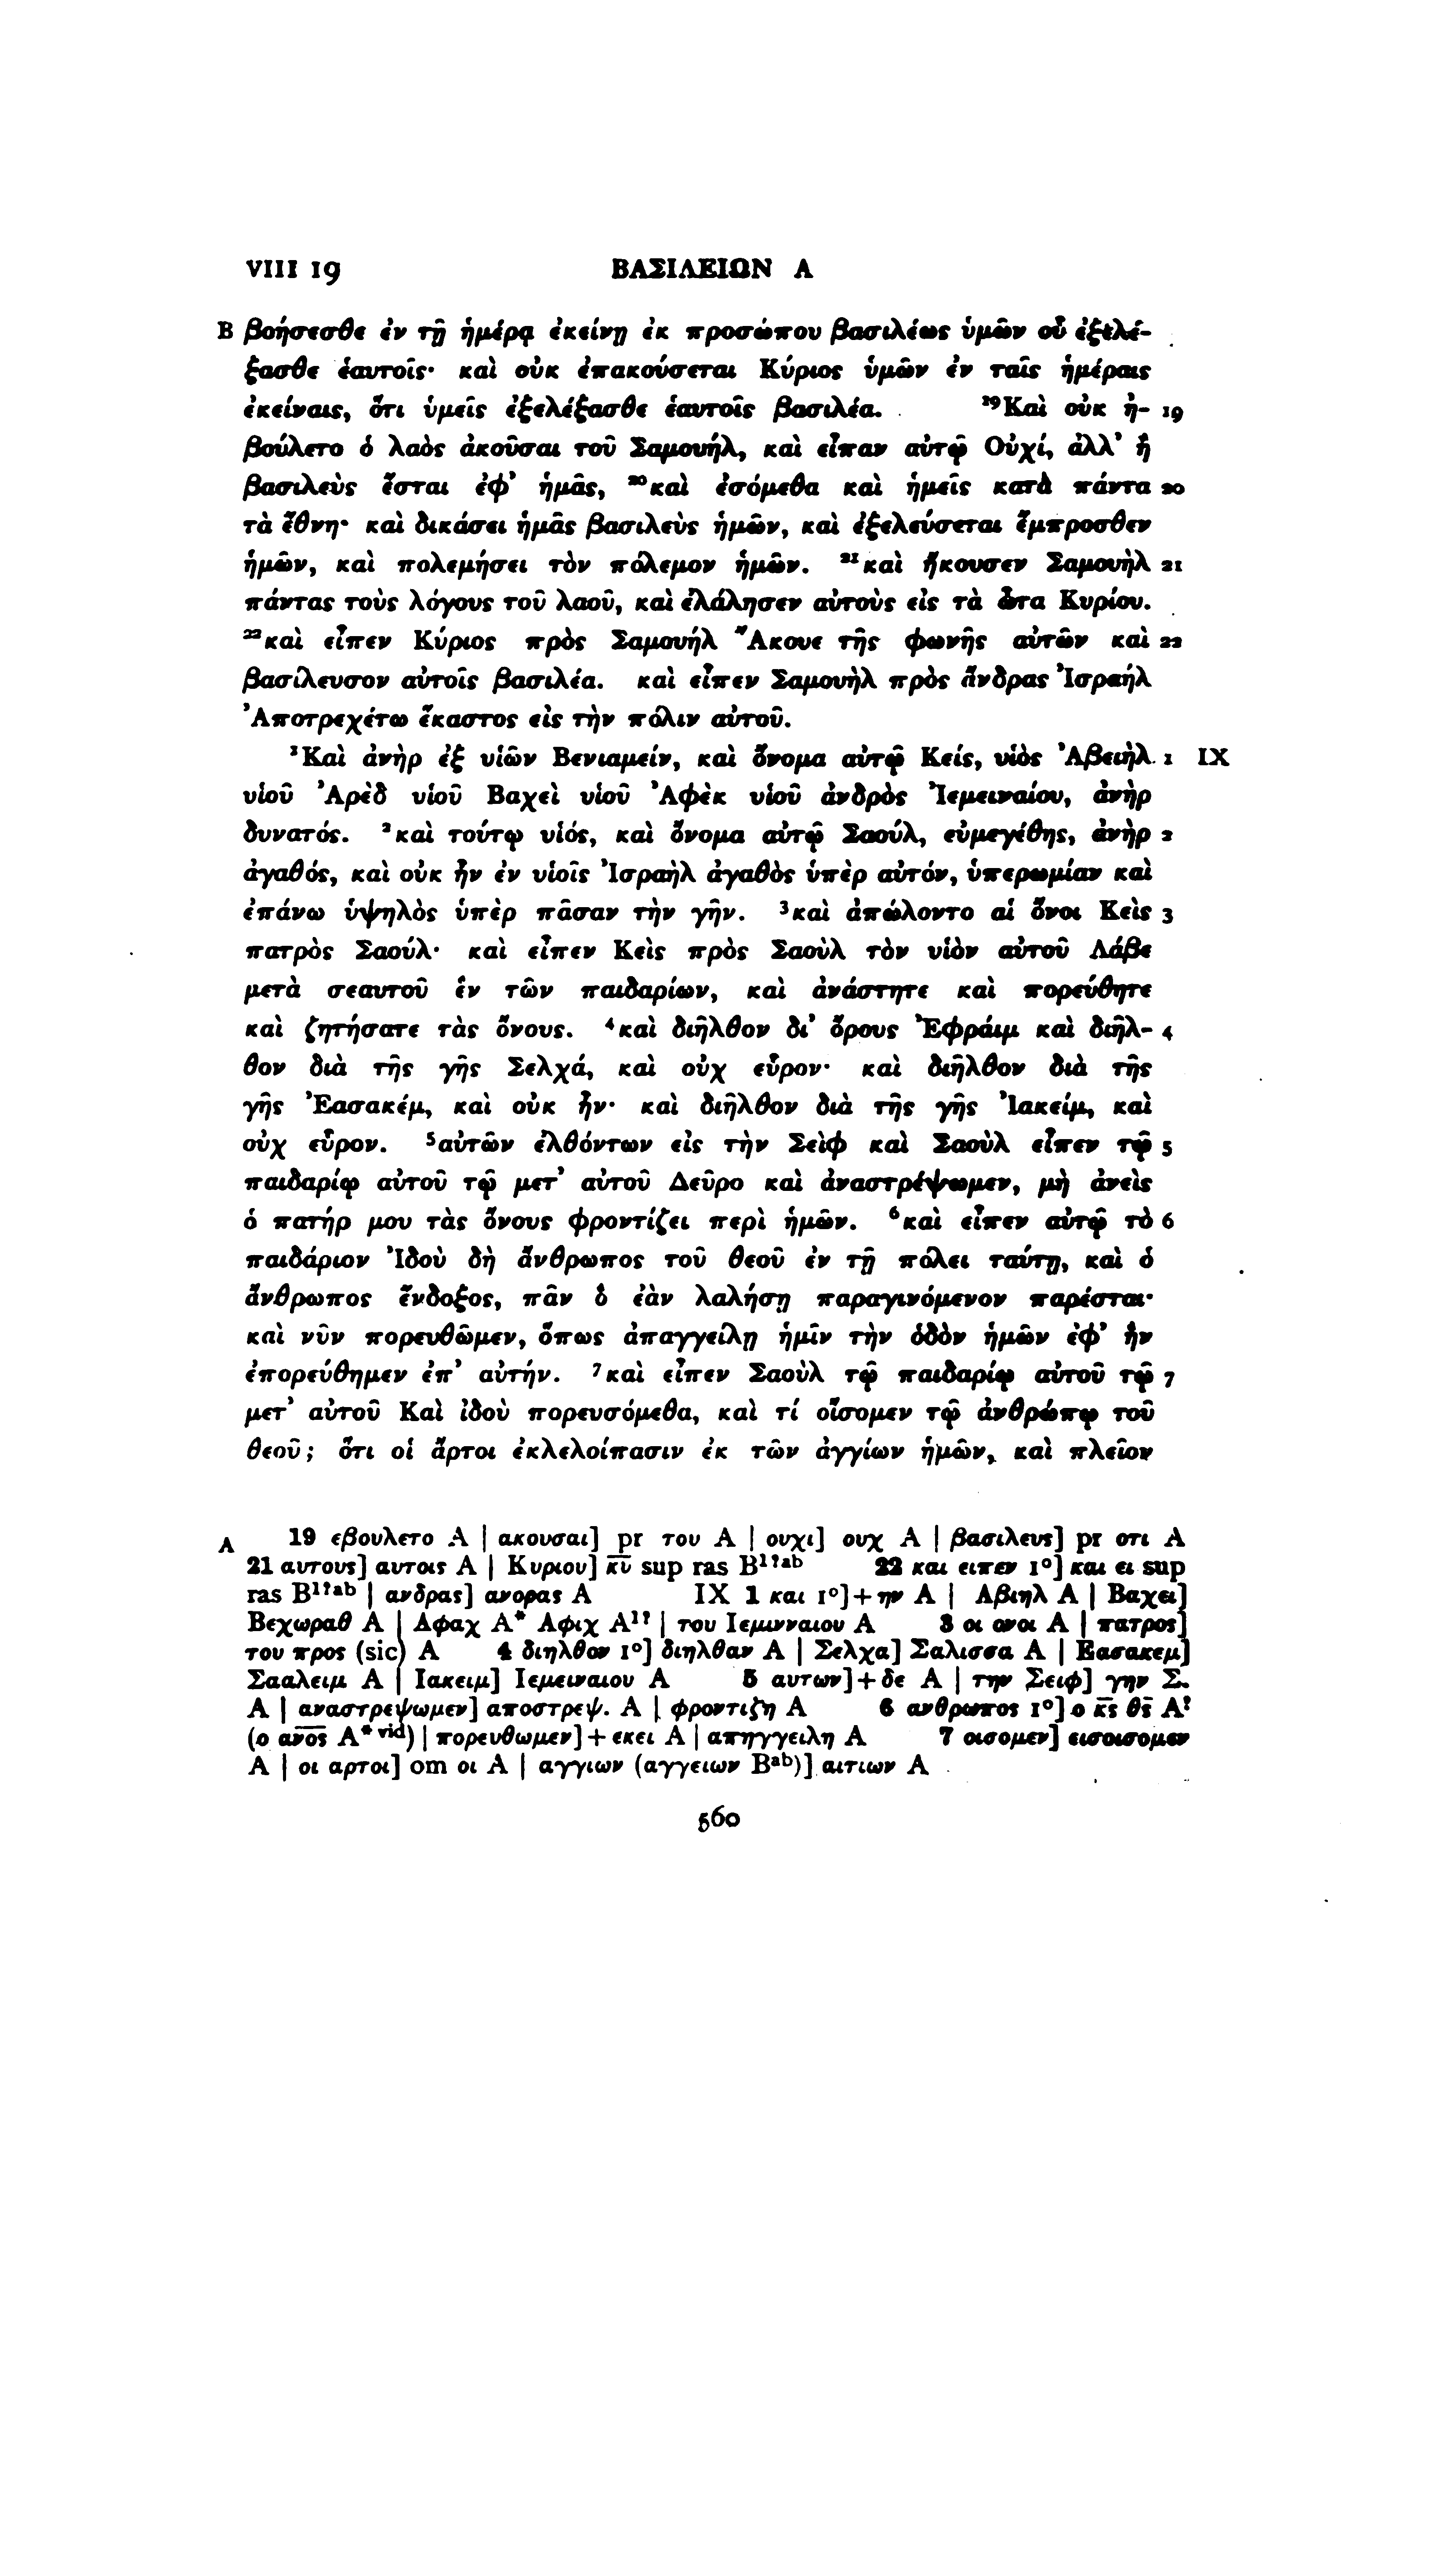 VIII 19 ΒΑΣΙΛΕΙΩΝ Α
B βοήσεσθε ἐν τῇ ἡμέρᾳ ἐκείνῃ ἐκ προσώπου βασιλέως ὑμῶν οὗ ἐξελέ-
ξασθε ἑαυτοῖς· καὶ οὐκ ἐπακούσεται Κύριος ὑμῶν ἐν ταῖς ἡμέραις
ἐκείναις, ὅτι ὑμεῖς ἐξελέξασθε ἑαυτοῖς βασιλέα. ¹⁹Καὶ οὐκ ἠ- 19
βούλετο ὁ λαὸς ἀκοῦσαι τοῦ Σαμουήλ, καὶ εἶπαν αὐτῷ Οὐχί, ἀλλ’ ἢ
βασιλεὺς ἔσται ἐφ’ ἡμᾶς, ²⁰καὶ ἐσόμεθα καὶ ἡμεῖς κατὰ πάντα 20
τὰ ἔθνη· καὶ δικάσει ἡμᾶς βασιλεὺς ἡμῶν, καὶ ἐξελεύσεται ἔμπροσθεν
ἡμῶν, καὶ πολεμήσει τὸν πόλεμον ἡμῶν. ²¹καὶ ἤκουσεν Σαμουὴλ 21
πάντας τοὺς λόγους τοῦ λαοῦ, καὶ ἐλάλησεν αὐτοὺς εἰς τὰ ὦτα Κυρίου.
²²καὶ εἶπεν Κύριος πρὸς Σαμουήλ Ἄκουε τῆς φωνῆς αὐτῶν καὶ 22
βασίλευσον αὐτοῖς βασιλέα. καὶ εἶπεν Σαμουὴλ πρὸς ἄνδρας Ἰσραήλ
Ἀποτρεχέτω ἕκαστος εἰς τὴν πόλιν αὐτοῦ.
¹Καὶ ἀνὴρ ἐξ υἱῶν Βενιαμείν, καὶ ὄνομα αὐτῷ Κείς, υἱὸς Ἀβειὴλ 1 IX
υἱοῦ Ἀρὲδ υἱοῦ Βαχεὶ υἱοῦ Ἀφὲκ υἱοῦ ἀνδρὸς Ἰεμειναίου, ἀνὴρ
δυνατός. ²καὶ τούτῳ υἱός, καὶ ὄνομα αὐτῷ Σαούλ, εὐμεγέθης, ἀνὴρ 2
ἀγαθός, καὶ οὐκ ἦν ἐν υἱοῖς Ἰσραὴλ ἀγαθὸς ὑπὲρ αὐτόν, ὑπερωμίαν καὶ
ἐπάνω ὑψηλὸς ὑπὲρ πᾶσαν τὴν γῆν. ³καὶ ἀπώλοντο αἱ ὄνοι Κεὶς 3
πατρὸς Σαούλ· καὶ εἶπεν Κεὶς πρὸς Σαοὺλ τὸν υἱὸν αὐτοῦ Λάβε
μετὰ σεαυτοῦ ἓν τῶν παιδαρίων, καὶ ἀνάστητε καὶ πορεύθητε
καὶ ζητήσατε τὰς ὄνους. ⁴καὶ διῆλθον δι’ ὄρους Ἐφράιμ καὶ διῆλ- 4
θον διὰ τῆς γῆς Σελχά, καὶ οὐχ εὗρον· καὶ διῆλθον διὰ τῆς
γῆς Ἐασακέμ, καὶ οὐκ ἦν· καὶ διῆλθον διὰ τῆς γῆς Ἰακείμ, καὶ
οὐχ εὗρον. ⁵αὐτῶν ἐλθόντων εἰς τὴν Σεὶφ καὶ Σαοὺλ εἶπεν τῷ 5
παιδαρίῳ αὐτοῦ τῷ μετ’ αὐτοῦ Δεῦρο καὶ ἀναστρέψωμεν, μὴ ἀνεὶς
ὁ πατήρ μου τὰς ὄνους φροντίζει περὶ ἡμῶν. ⁶καὶ εἶπεν αὐτῷ τὸ 6
παιδάριον Ἰδοὺ δὴ ἄνθρωπος τοῦ θεοῦ ἐν τῇ πόλει ταύτῃ, καὶ ὁ
ἄνθρωπος ἔνδοξος, πᾶν ὃ ἐὰν λαλήσῃ παραγινόμενον παρέσται·
καὶ νῦν πορευθῶμεν, ὅπως ἀπαγγείλῃ ἡμῖν τὴν ὁδὸν ἡμῶν ἐφ’ ἣν
ἐπορεύθημεν ἐπ’ αὐτήν. ⁷καὶ εἶπεν Σαοὺλ τῷ παιδαρίῳ αὐτοῦ τῷ 7
μετ’ αὐτοῦ Καὶ ἰδοὺ πορευσόμεθα, καὶ τί οἴσομεν τῷ ἀνθρώπῳ τοῦ
θεοῦ; ὅτι οἱ ἄρτοι ἐκλελοίπασιν ἐκ τῶν ἀγγίων ἡμῶν, καὶ πλεῖον
A 19 εβουλετο A | ακουσαι] pr του A | ουχι] ουχ A | βασιλευς] pr οτι A
21 αυτους] αυτοις A | Κυριου] κ̅υ̅ sup ras B¹ˀᵃᵇ 22 και ειπεν 1°] και ει sup
ras B¹ˀᵃᵇ | ανδρας] ανορας A IX 1 και 1°]+ην A | Αβιηλ A | Βαχει]
Βεχωραθ A | Αφαχ A* Αφιχ A¹ˀ | του Ιεμινναιου A 3 οι ονοι A | πατρος]
του προς (sic) A 4 διηλθον 1°] διηλθαν A | Σελχα] Σαλισσα A | Εασακεμ]
Σααλειμ A | Ιακειμ] Ιεμειναιου A 5 αυτων]+δε A | την Σειφ] γην Σ.
A | αναστρεψωμεν] αποστρεψ. A | φροντιζη A 6 ανθρωπος 1°] ο κ̅ς̅ θ̅ς̅ Aˀ
(ο α̅ν̅ο̅ς̅ A*ᵛⁱᵈ) | πορευθωμεν]+εκει A | απηγγειλη A 7 οισομεν] εισοισομεν
A | οι αρτοι] om οι A | αγγιων (αγγειων Bᵃᵇ)] αιτιων A
560